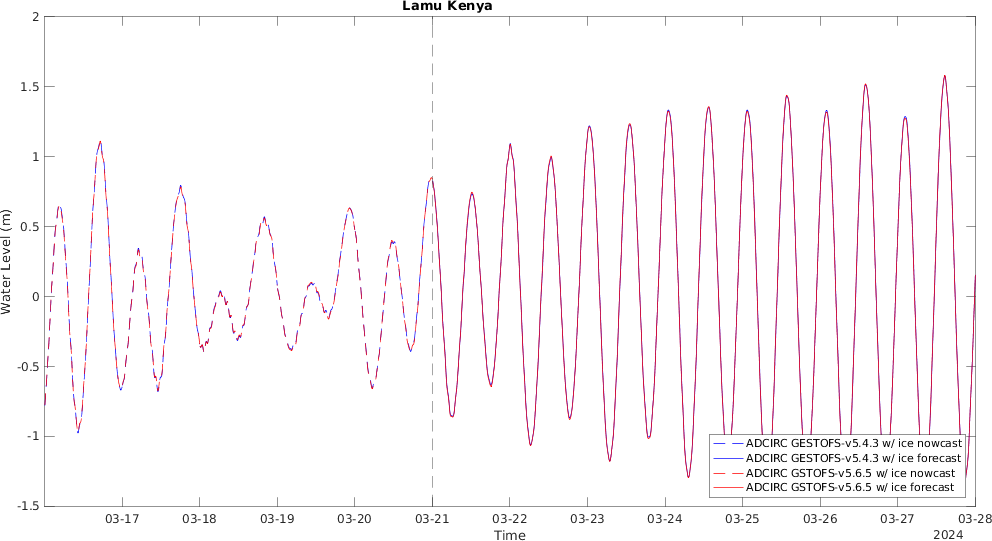 Lamu Kenya
2
1.5
1
0.5
0
-0.5
-1
-1.5
Water Level (m)
ADCIRC GESTOFS-v5.4.3 w/ ice nowcast
ADCIRC GESTOFS-v5.4.3 w/ ice forecast
ADCIRC GSTOFS-v5.6.5 w/ ice nowcast
ADCIRC GSTOFS-v5.6.5 w/ ice forecast
03-17 03-18 03-19 03-20 03-21 03-22 03-23 03-24 03-25 03-26 03-27 03-28
Time
2024